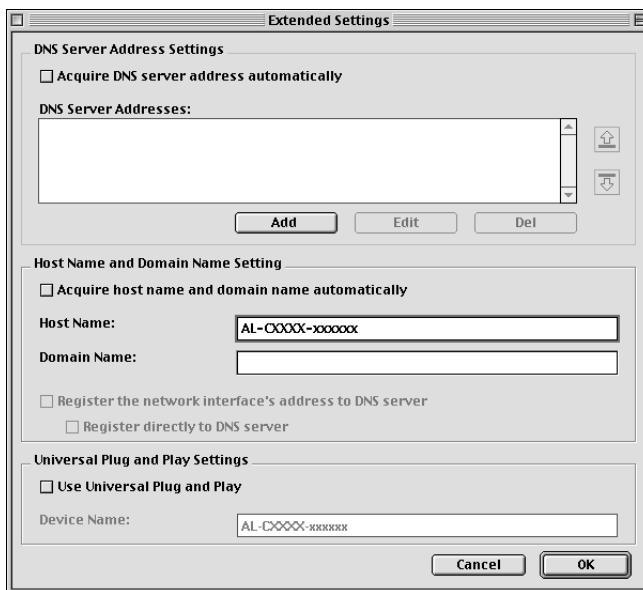 Extended Settings
DNS Server Address Settings
Acquire DNS server address automatically
DNS Server Addresses:
Add
Edit
Del
Host Name and Domain Name Setting
Acquire host name and domain name automatically
Host Name:
AL-CXXXX-xxxxxx
Domain Name:
Register the network interface's address to DNS server
Register directly to DNS server
Universal Plug and Play Settings
Use Universal Plug and Play
Device Name:
AL-CXXXX-xxxxxx
Cancel
OK